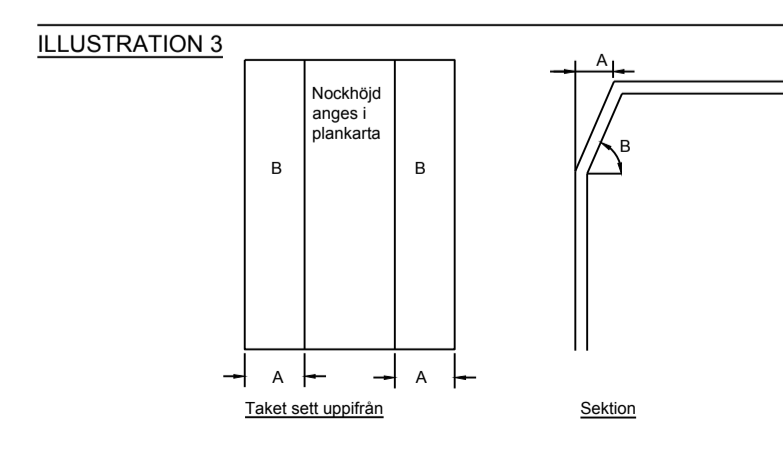 ILLUSTRATION 3
Nockhöjd
anges i
plankarta
B
B
A
A
Taket sett uppifrån
A
B
Sektion